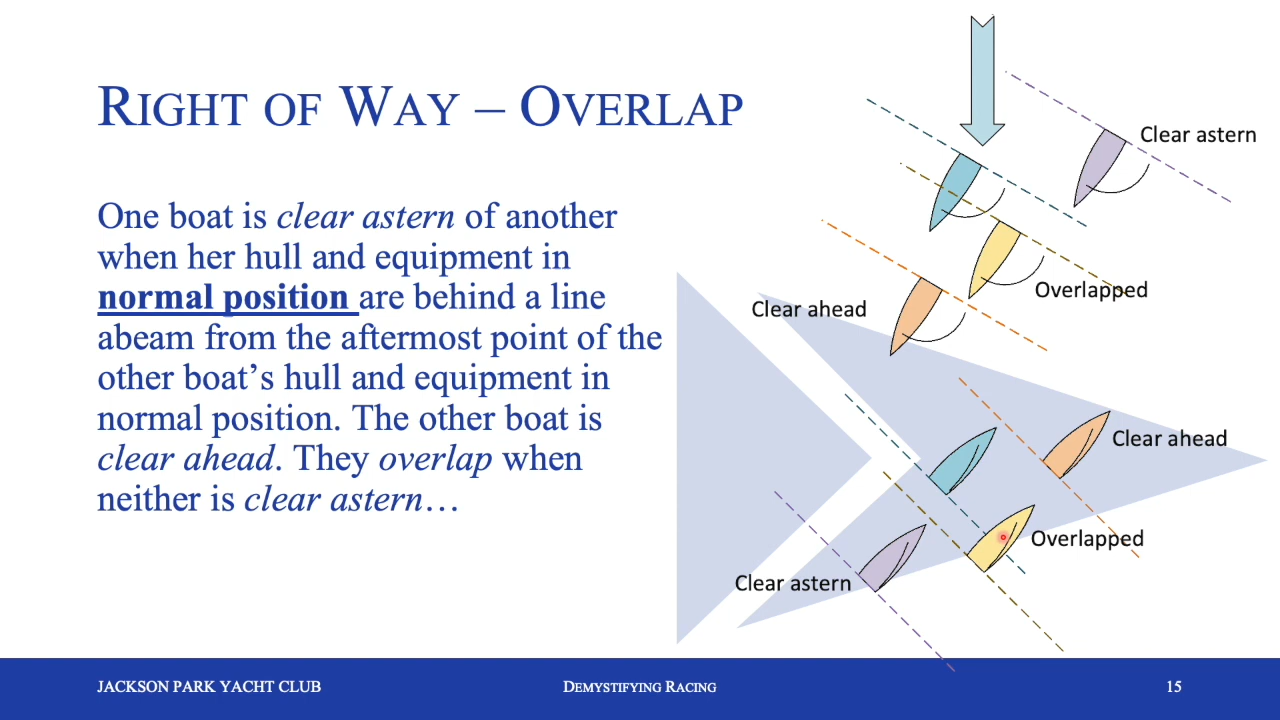 RIGHT OF WAY – OVERLAP
One boat is clear astern of another
when her hull and equipment in
normal position are behind a line
abeam from the aftermost point of the
other boat’s hull and equipment in
normal position. The other boat is
clear ahead. They overlap when
neither is clear astern…
Clear astern
Overlapped
Clear ahead
Clear ahead
Overlapped
Clear astern
JACKSON PARK YACHT CLUB
DEMYSTIFYING RACING
15